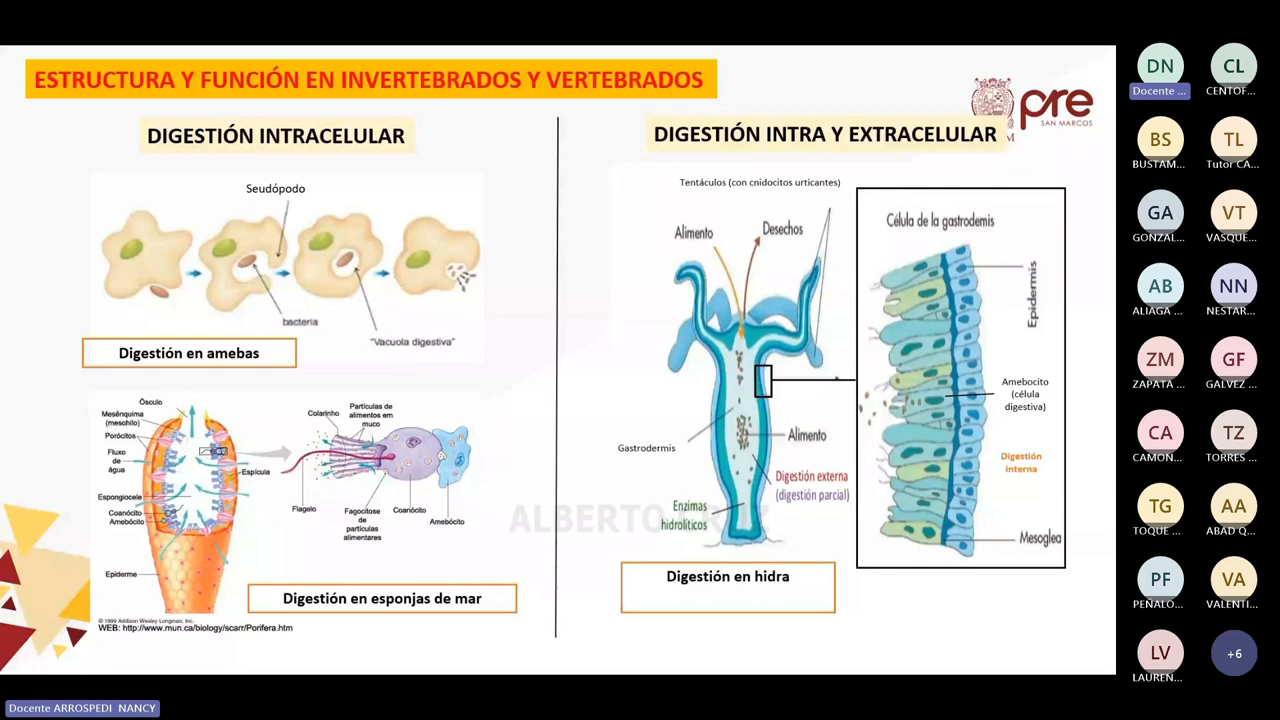 ESTRUCTURA Y FUNCIÓN EN INVERTEBRADOS Y VERTEBRADOS
pre
SAN MARCOS
M
DIGESTIÓN INTRACELULAR
Seudópodo
bacteria
"Vacuola digestiva"
Digestión en amebas
Ósculo
Mesênquima
(mesohilo)
Porócitos
Fluxo
de
água
Espongiocele
Coanócito
Amebócito
Epiderme
Espícula
Colarinho
Partículas de
alimentos em
muco
Flagelo
Fagocitose
de
partículas
alimentares
Coanócito
Amebócito
Digestión en esponjas de mar
© 1999 Addison Wesley Longman, Inc.
WEB: http://www.mun.ca/biology/scarr/Porifera.htm
DIGESTIÓN INTRA Y EXTRACELULAR
Tentáculos (con cnidocitos urticantes)
Alimento
Desechos
Gastrodermis
Alimento
Digestión externa
(digestión parcial)
Enzimas
hidrolíticos
ALBERTO
Digestión en hidra
Célula de la gastrodemis
Epidermis
Amebocito
(célula
digestiva)
Digestión
interna
Mesoglea
DN
Docente ...
CL
CENTOF...
BS
BUSTAM...
TL
Tutor CA...
GA
GONZAL...
VT
VASQUE...
AB
ALIAGA ...
NN
NESTAR...
ZM
ZAPATA ...
GF
GALVEZ ...
CA
CAMON...
TZ
TORRES ...
TG
TOQUE ...
AA
ABAD Q...
PF
PEÑALO...
VA
VALENTI...
LV
LAUREN...
+6
Docente ARROSPEDI NANCY